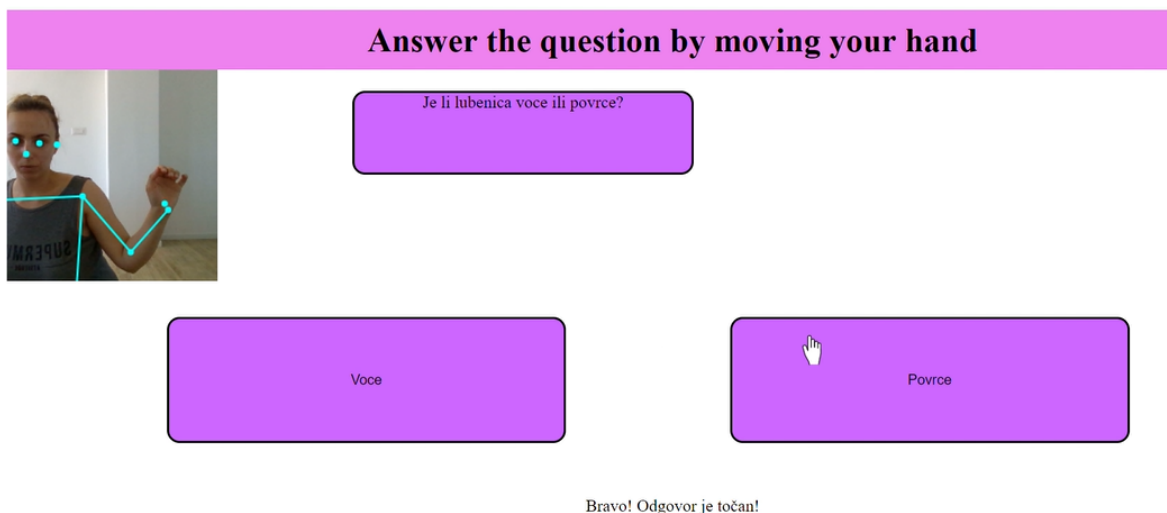 Answer the question by moving your hand
Je li lubenica voce ili povrce?
Voce
Povrce
Bravo! Odgovor je točan!